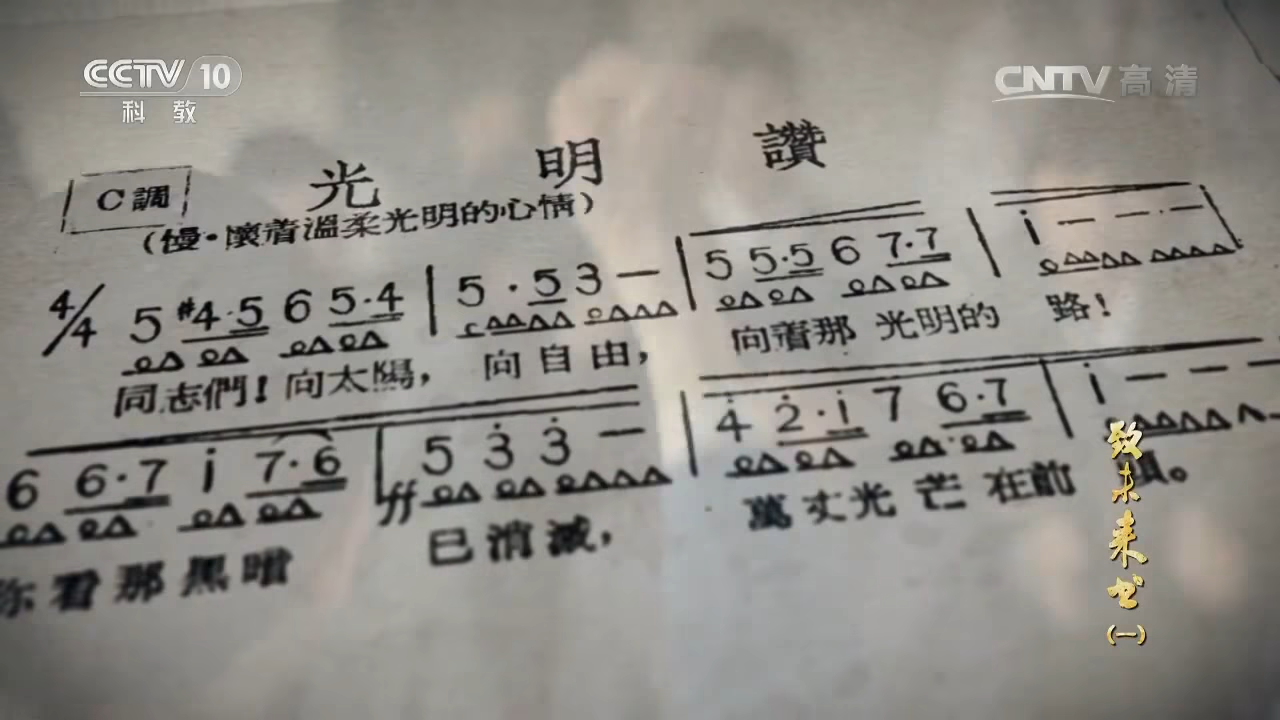 CCTV 10
科教
CNTV 高清
光明讚
C調
(慢·懷着溫柔光明的心情)
4/4 5 #4·5 6 5·4 | 5 · 5 3 — | 5 5·5 6 7·7 | i — — — |
同志們!向太陽, 向自由, 向着那 光明的 路!
6 6·7 i 7·6 | 5 3 3 — | 4 2·i 7 6·7 | i — — —
ff
你看那黑暗 已消滅, 萬丈光芒在前頭。
致未来书
(一)